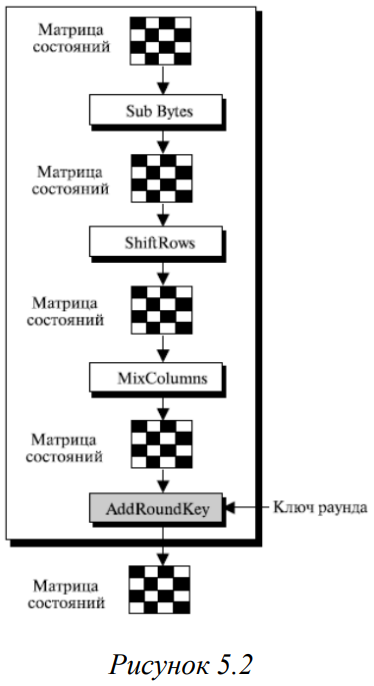 Матрица
состояний
Sub Bytes
Матрица
состояний
ShiftRows
Матрица
состояний
MixColumns
Матрица
состояний
AddRoundKey
Ключ раунда
Матрица
состояний
Рисунок 5.2